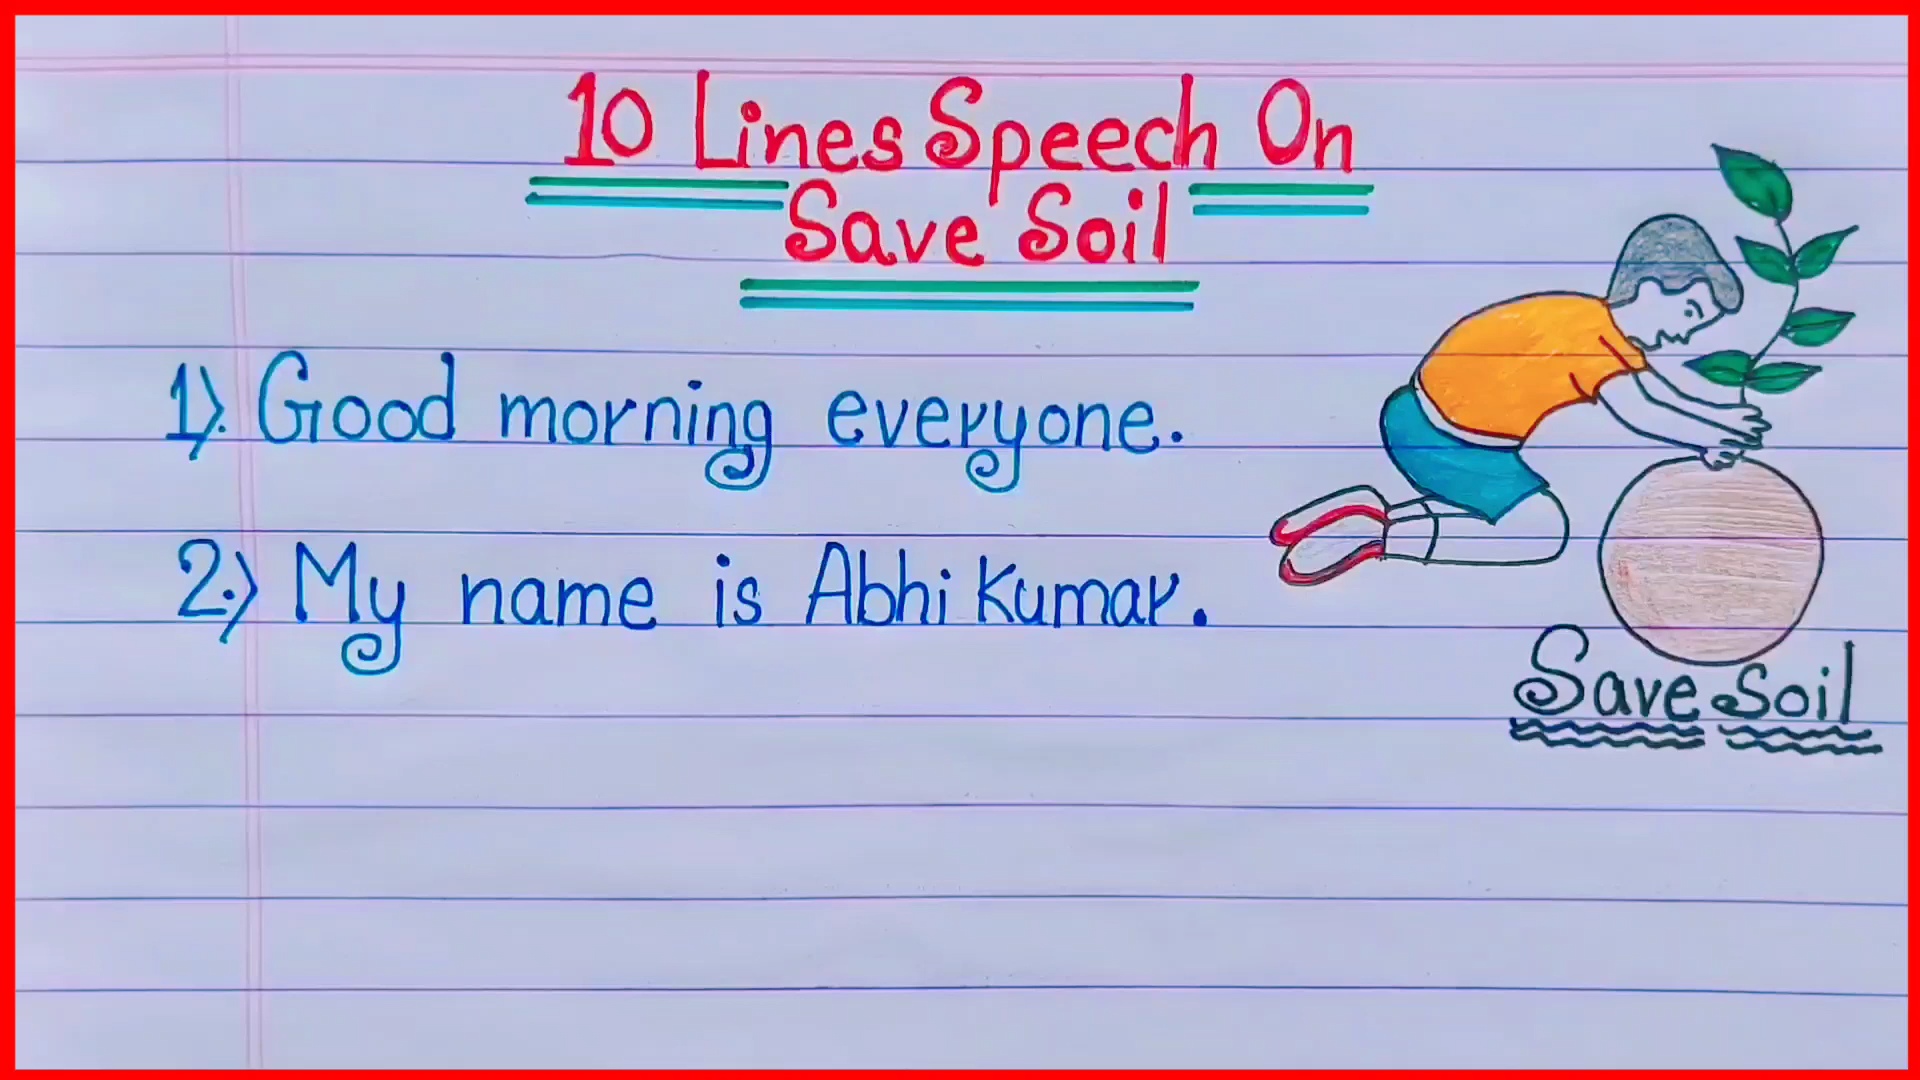 10 Lines Speech On
Save Soil
1). Good morning everyone.
2.) My name is Abhi Kumar.
Save Soil